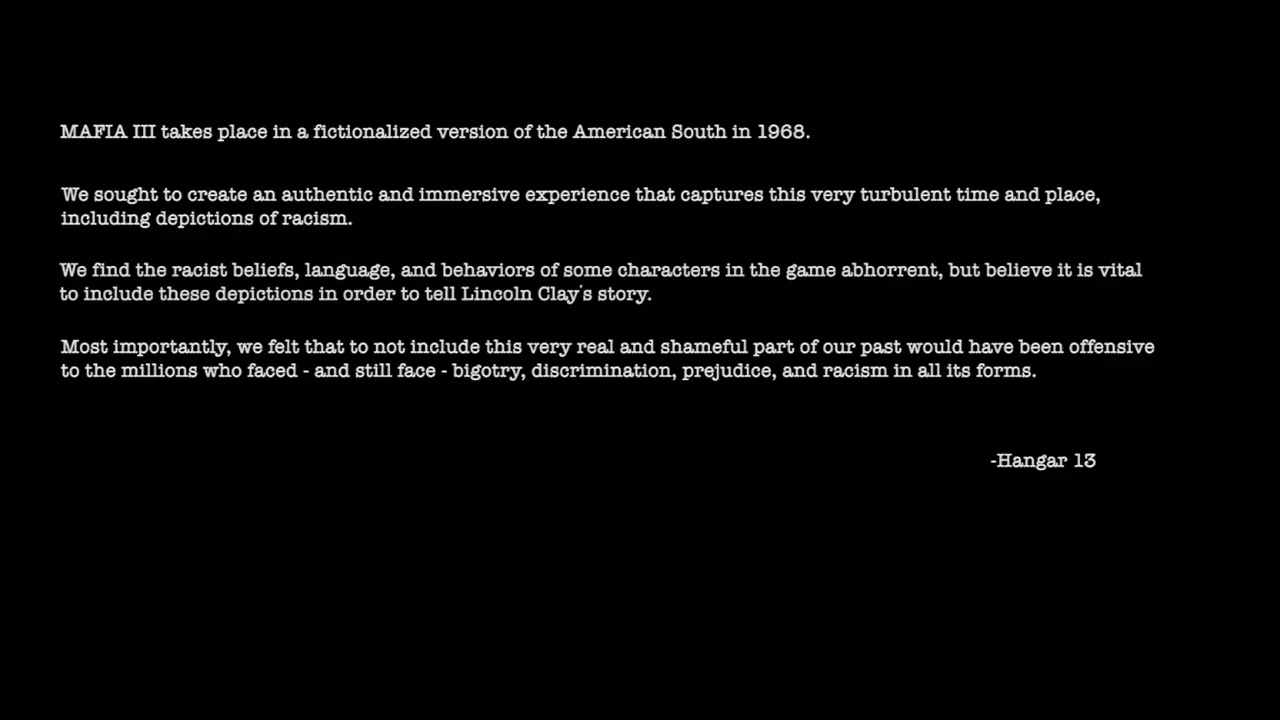 MAFIA III takes place in a fictionalized version of the American South in 1968.
We sought to create an authentic and immersive experience that captures this very turbulent time and place,
including depictions of racism.
We find the racist beliefs, language, and behaviors of some characters in the game abhorrent, but believe it is vital
to include these depictions in order to tell Lincoln Clay's story.
Most importantly, we felt that to not include this very real and shameful part of our past would have been offensive
to the millions who faced - and still face - bigotry, discrimination, prejudice, and racism in all its forms.
-Hangar 13